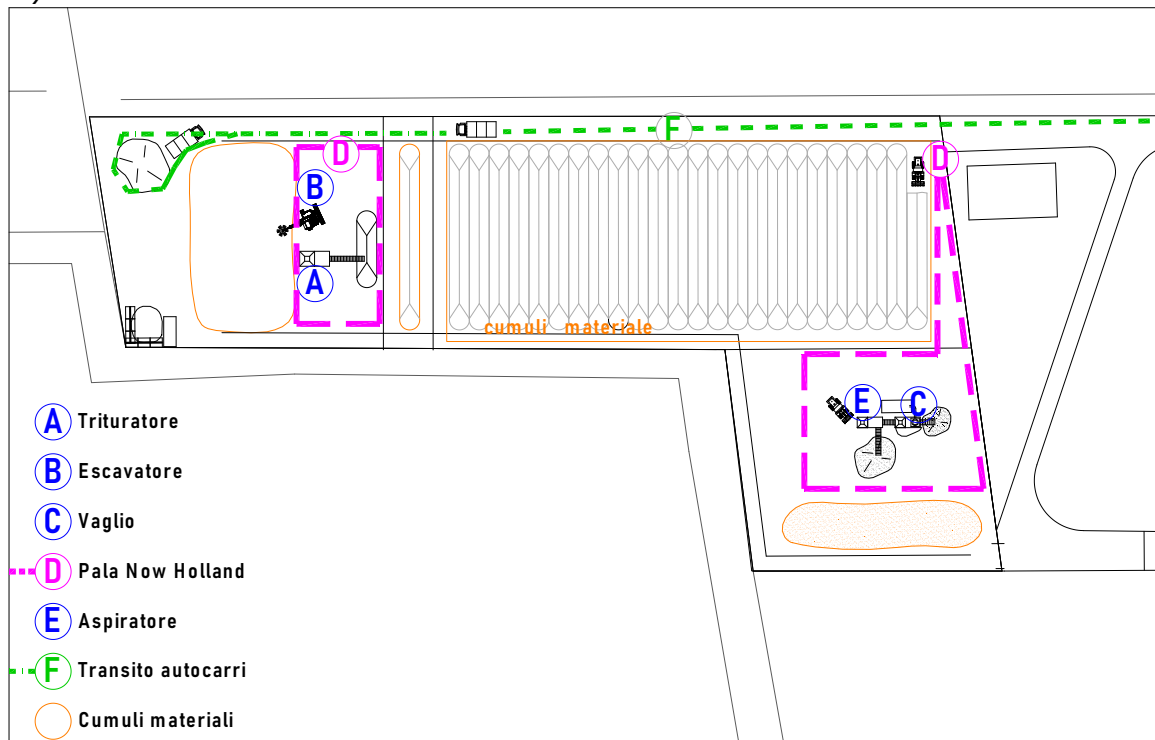 )
F
D
D
B
A
cumuli materiale
E
C
A Trituratore
B Escavatore
C Vaglio
D Pala Now Holland
E Aspiratore
F Transito autocarri
Cumuli materiali